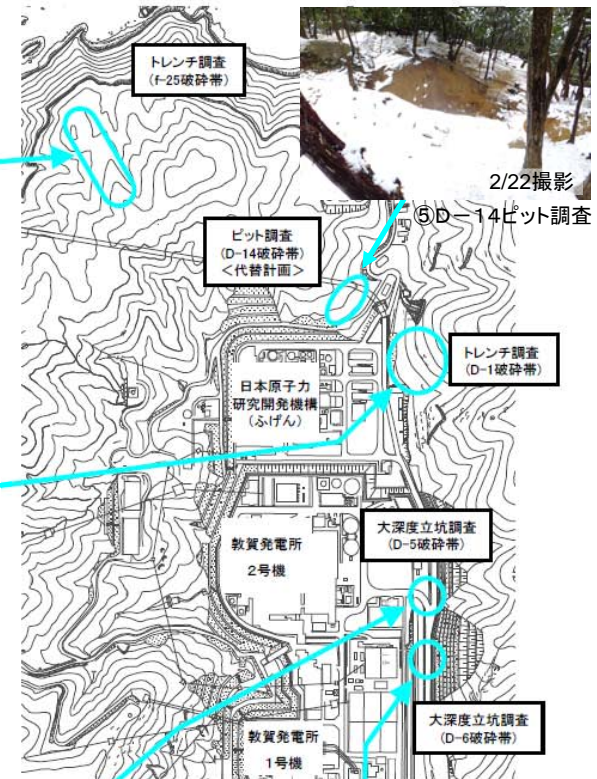 トレンチ調査
(f-25破砕帯)
2/22撮影
⑤D－14ピット調査
ピット調査
(D-14破砕帯)
<代替計画>
トレンチ調査
(D-1破砕帯)
日本原子力
研究開発機構
(ふげん)
大深度立坑調査
(D-5破砕帯)
敦賀発電所
2号機
大深度立坑調査
(D-6破砕帯)
敦賀発電所
1号機